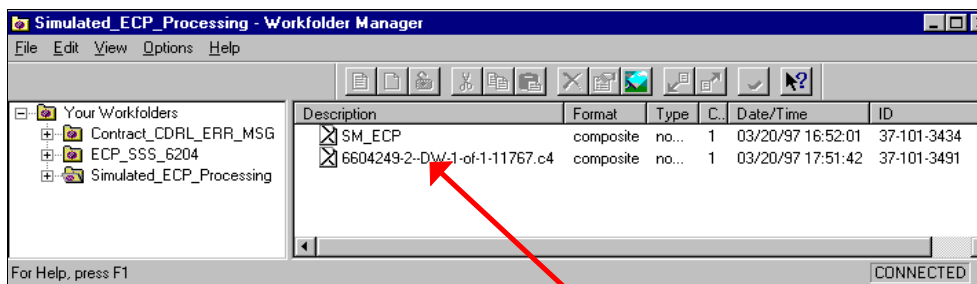 Simulated_ECP_Processing - Workfolder Manager
File Edit View Options Help
Your Workfolders
Contract_CDRL_ERR_MSG
ECP_SSS_6204
Simulated_ECP_Processing
Description Format Type C.. Date/Time ID
SM_ECP composite no... 1 03/20/97 16:52:01 37-101-3434
6604249-2--DW-1-of-1-11767.c4 composite no... 1 03/20/97 17:51:42 37-101-3491
For Help, press F1 CONNECTED